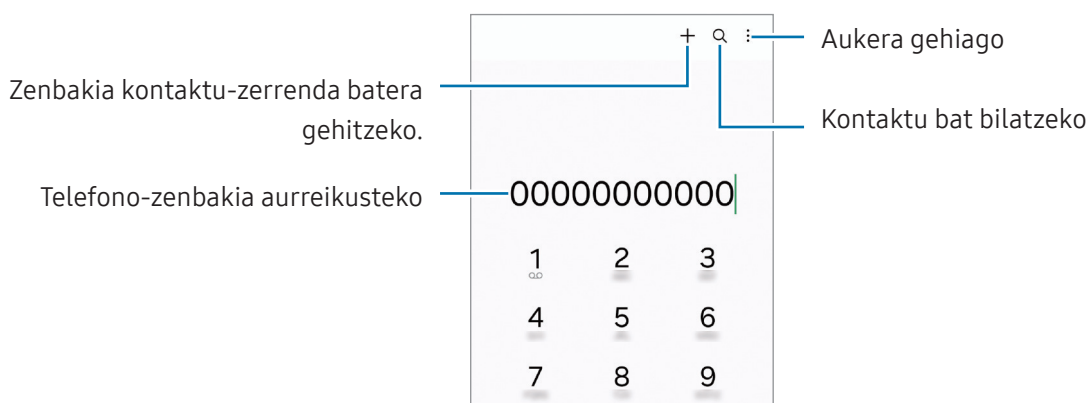 Aukera gehiago
Zenbakia kontaktu-zerrenda batera
gehitzeko.
Kontaktu bat bilatzeko
Telefono-zenbakia aurreikusteko
00000000000
1 2 3
4 5 6
7 8 9